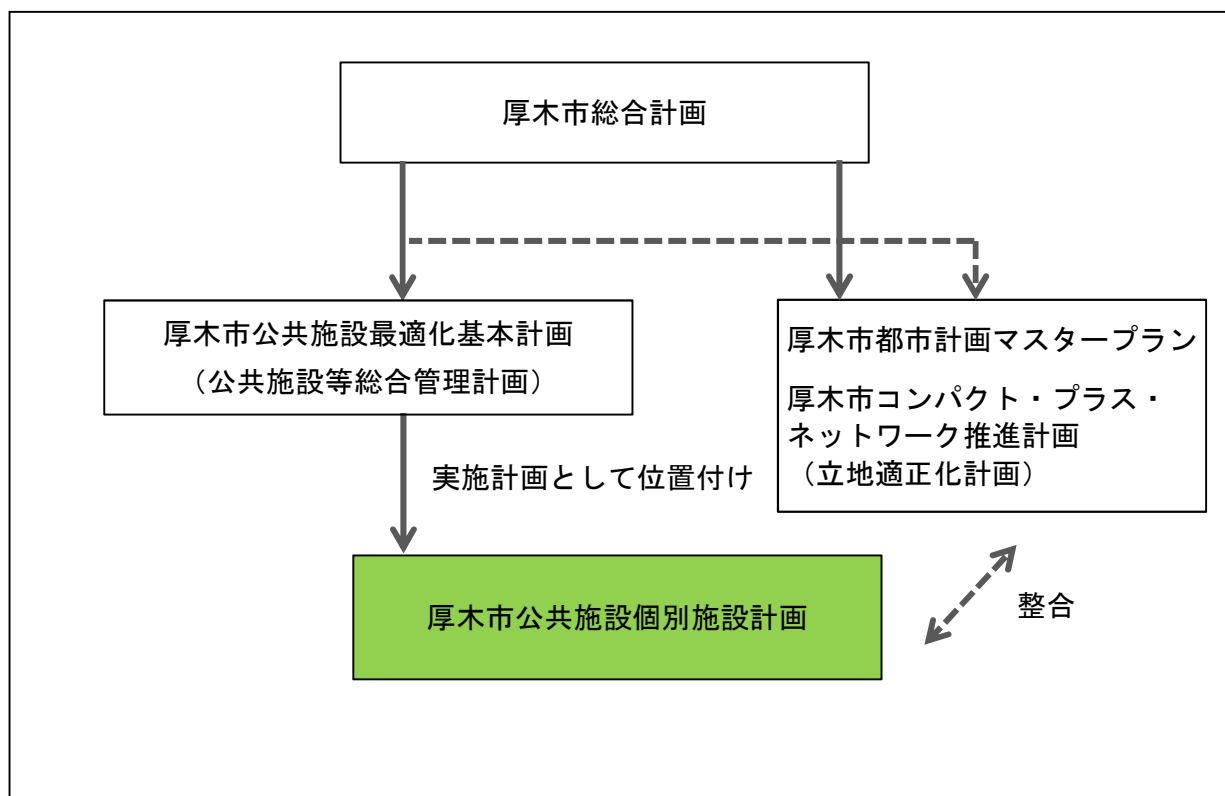 厚木市総合計画
厚木市公共施設最適化基本計画
（公共施設等総合管理計画）
厚木市都市計画マスタープラン
厚木市コンパクト・プラス・
ネットワーク推進計画
（立地適正化計画）
実施計画として位置付け
厚木市公共施設個別施設計画
整合